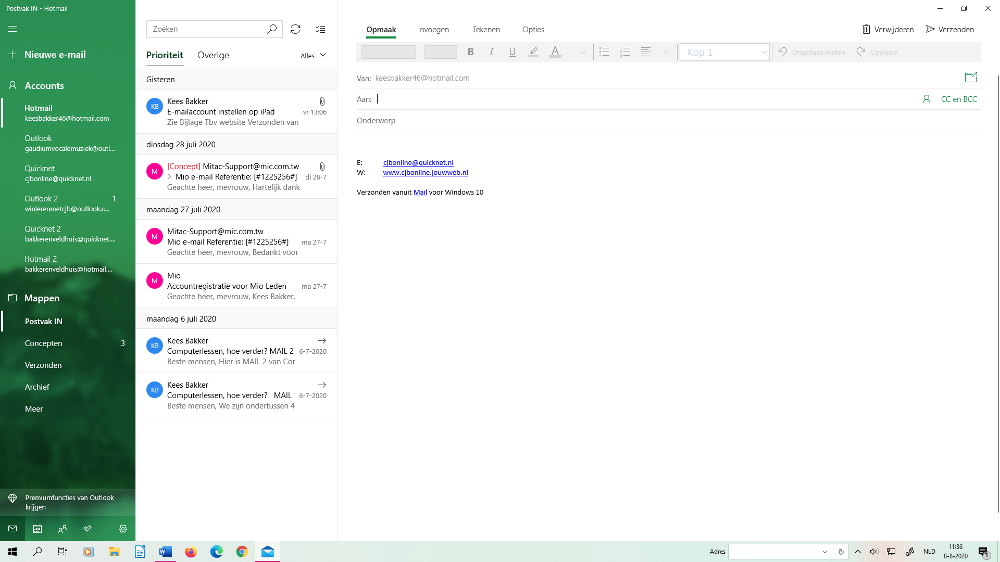 Postvak IN - Hotmail
Nieuwe e-mail
Accounts
Hotmail
keesbakker46@hotmail.com
Outlook
gaudiumvocalemuziek@outl...
Quicknet
cjbonline@quicknet.nl
Outlook 2 1
winlerenmetcjb@outlook.c...
Quicknet 2
bakkerenveldhuis@quicknet....
Hotmail 2
bakkerenveldhuis@hotmail....
Mappen
Postvak IN
Concepten 3
Verzonden
Archief
Meer
Premiumfuncties van Outlook
krijgen
Zoeken
Prioriteit Overige Alles
Gisteren
KB
Kees Bakker
E-mailaccount instellen op iPad vr 13:06
Zie Bijlage Tbv website Verzonden van
dinsdag 28 juli 2020
M
[Concept] Mitac-Support@mic.com.tw
Mio e-mail Referentie: [#1225256#] di 28-7
Geachte heer, mevrouw, Hartelijk dank
maandag 27 juli 2020
M
Mitac-Support@mic.com.tw
Mio e-mail Referentie: [#1225256#] ma 27-7
Geachte heer, mevrouw, Bedankt voor
M
Mio
Accountregistratie voor Mio Leden ma 27-7
Geachte heer, mevrouw, Kees Bakker,
maandag 6 juli 2020
KB
Kees Bakker
Computerlessen, hoe verder? MAIL 2 6-7-2020
Beste mensen, Hier is MAIL 2 van Cor
KB
Kees Bakker
Computerlessen, hoe verder? MAIL 6-7-2020
Beste mensen, We zijn ondertussen 4
Opmaak Invoegen Tekenen Opties Verwijderen Verzenden
B I U A Kop 1 Ongedaan maken Opnieuw
Van: keesbakker46@hotmail.com
Aan: CC en BCC
Onderwerp
E: cjbonline@quicknet.nl
W: www.cjbonline.jouwweb.nl
Verzonden vanuit Mail voor Windows 10
Adres NLD 11:36
8-8-2020
1